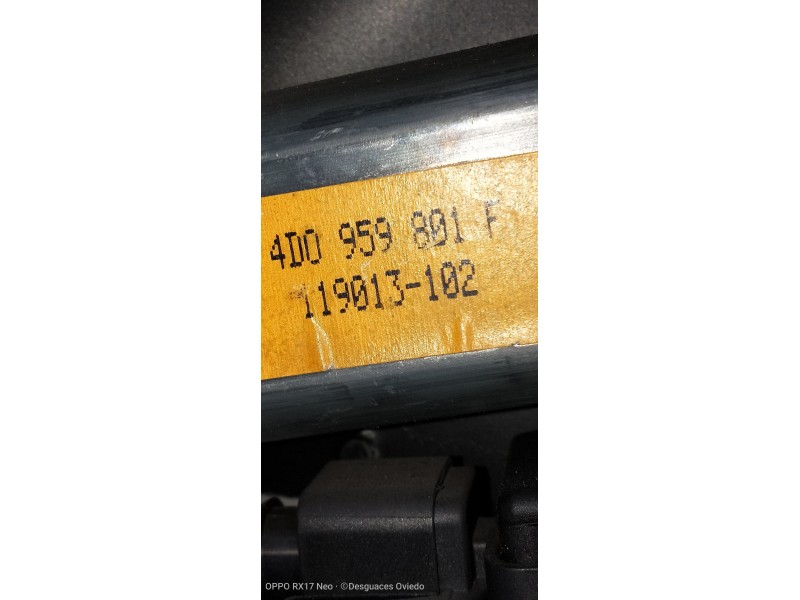 4D0 959 801 F
119013-102
OPPO RX17 Neo · ©Desguaces Oviedo